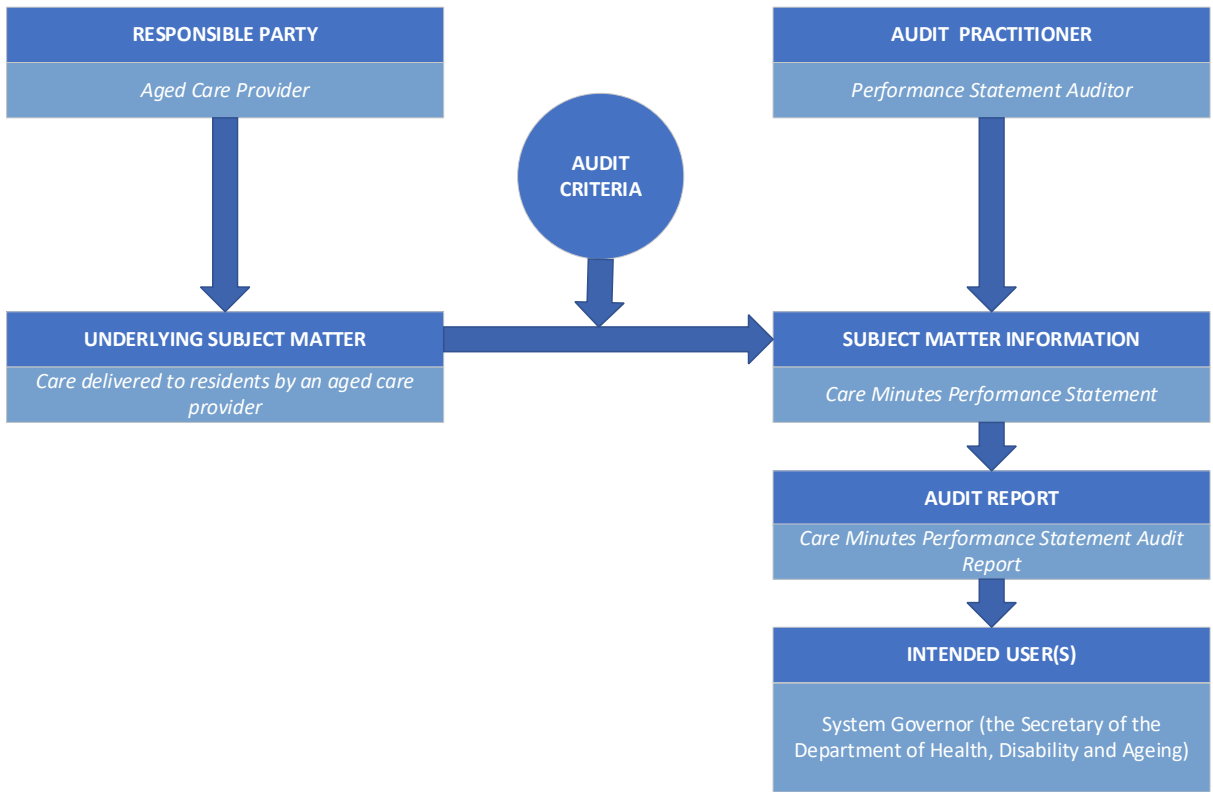 RESPONSIBLE PARTY
Aged Care Provider
AUDIT PRACTITIONER
Performance Statement Auditor
AUDIT
CRITERIA
UNDERLYING SUBJECT MATTER
Care delivered to residents by an aged care
provider
SUBJECT MATTER INFORMATION
Care Minutes Performance Statement
AUDIT REPORT
Care Minutes Performance Statement Audit
Report
INTENDED USER(S)
System Governor (the Secretary of the
Department of Health, Disability and Ageing)